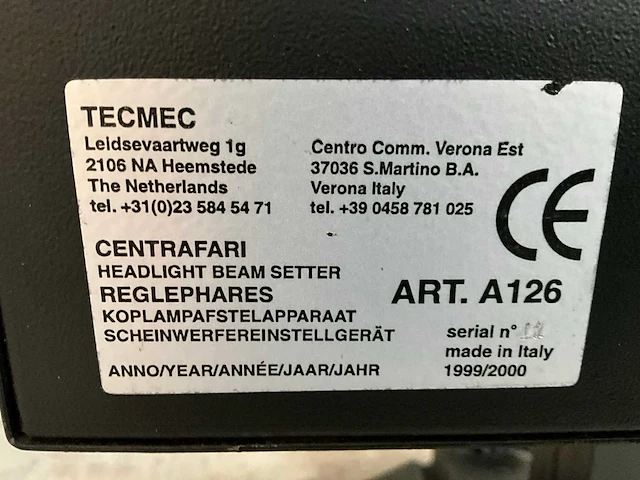 TECMEC
Leidsevaartweg 1g
2106 NA Heemstede
The Netherlands
tel. +31(0)23 584 54 71
Centro Comm. Verona Est
37036 S.Martino B.A.
Verona Italy
tel. +39 0458 781 025
CE
CENTRAFARI
HEADLIGHT BEAM SETTER
REGLEPHARES
KOPLAMPAFSTELAPPARAAT
SCHEINWERFEREINSTELLGERÄT
ART. A126
serial n°
made in Italy
ANNO/YEAR/ANNÉE/JAAR/JAHR
1999/2000